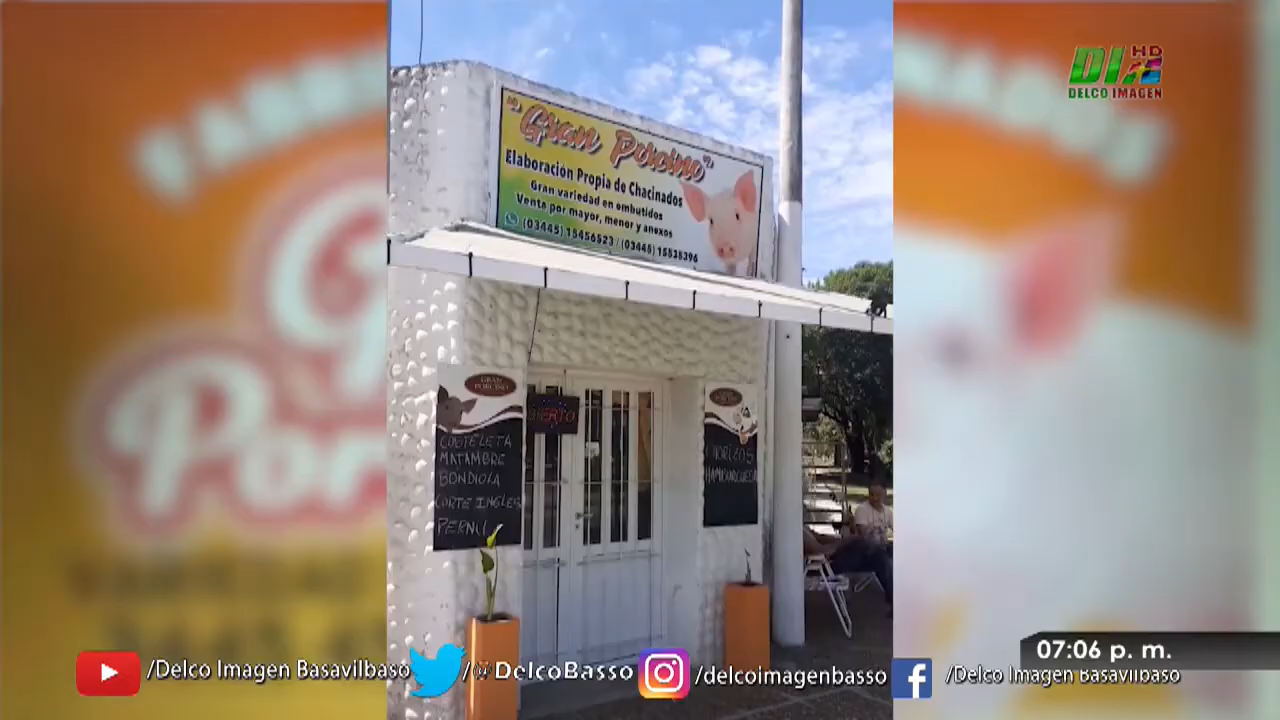 DIA HD
DELCO IMAGEN
"Gran Porcino"
Elaboración Propia de Chacinados
Gran variedad en embutidos
Venta por mayor, menor y anexos
(03445) 15456523 / (03445) 15535396
GRAN
PORCINO
COSTELETA
MATAMBRE
BONDIOLA
CORTE INGLES
PERNIL
HAMBURGUESA
07:06 p. m.
/Delco Imagen Basavilbaso
/@DelcoBasso
/delcoimagenbasso
/Delco Imagen Basavilbaso